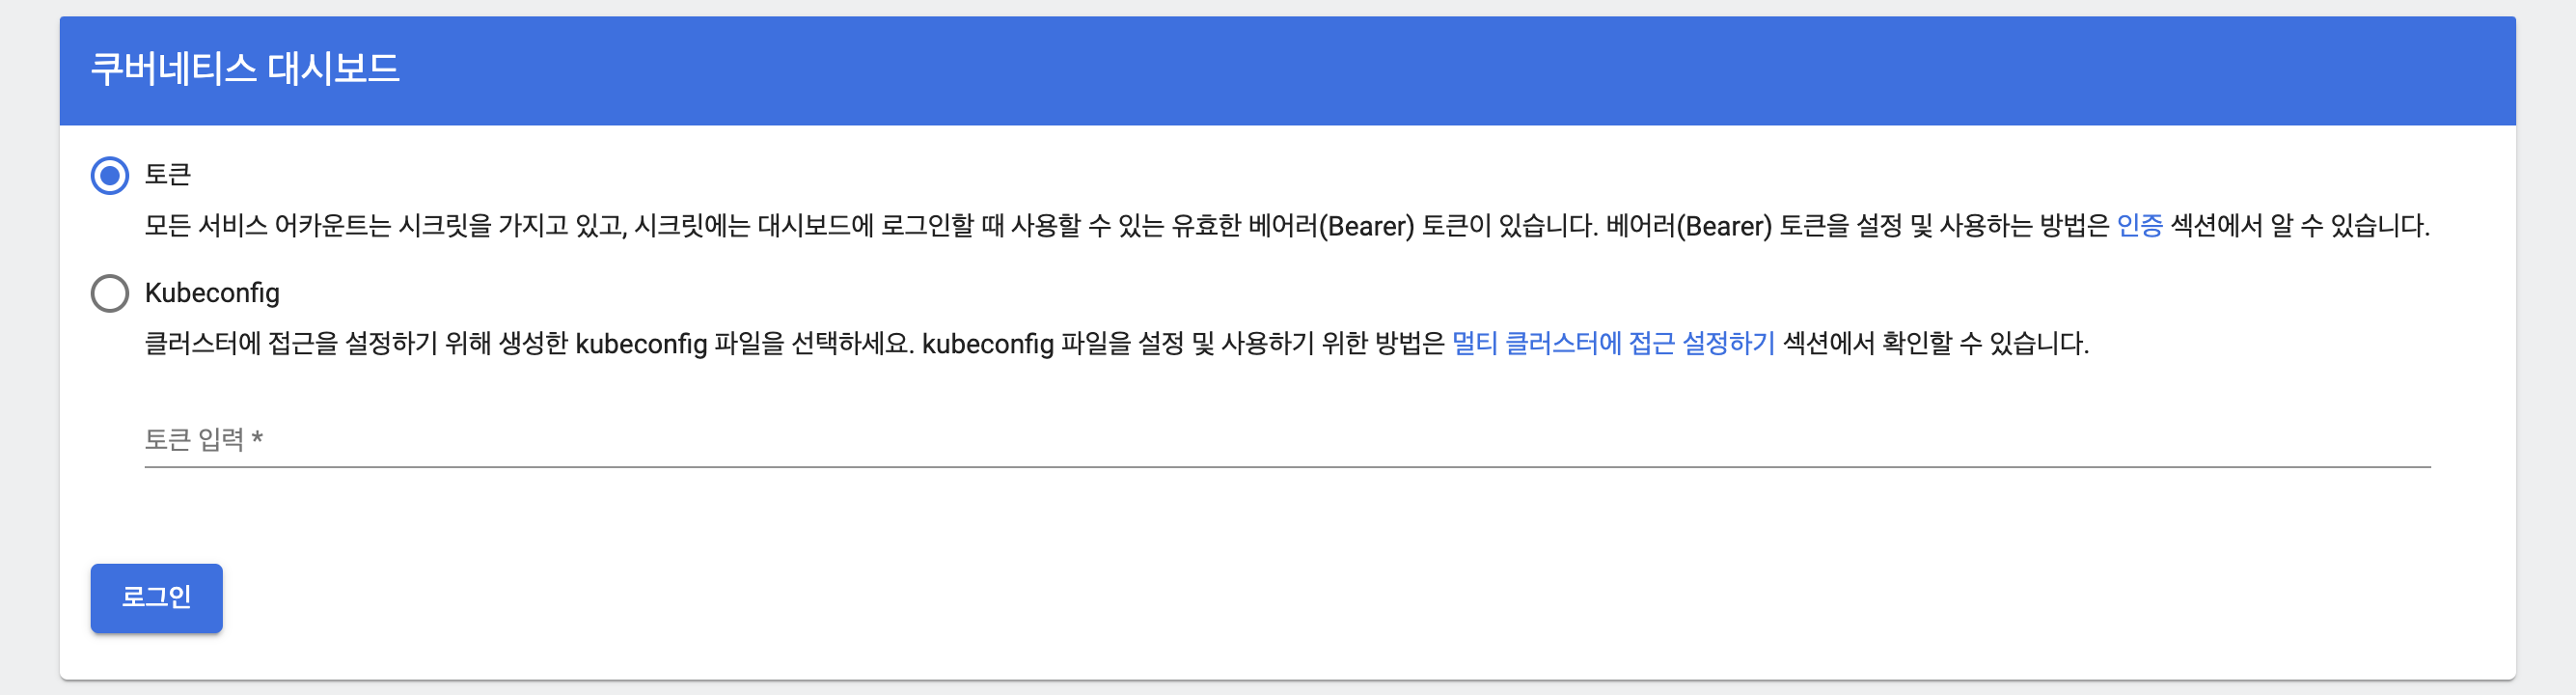 쿠버네티스 대시보드
토큰
모든 서비스 어카운트는 시크릿을 가지고 있고, 시크릿에는 대시보드에 로그인할 때 사용할 수 있는 유효한 베어러(Bearer) 토큰이 있습니다. 베어러(Bearer) 토큰을 설정 및 사용하는 방법은 인증 섹션에서 알 수 있습니다.
Kubeconfig
클러스터에 접근을 설정하기 위해 생성한 kubeconfig 파일을 선택하세요. kubeconfig 파일을 설정 및 사용하기 위한 방법은 멀티 클러스터에 접근 설정하기 섹션에서 확인할 수 있습니다.
토큰 입력 *
로그인